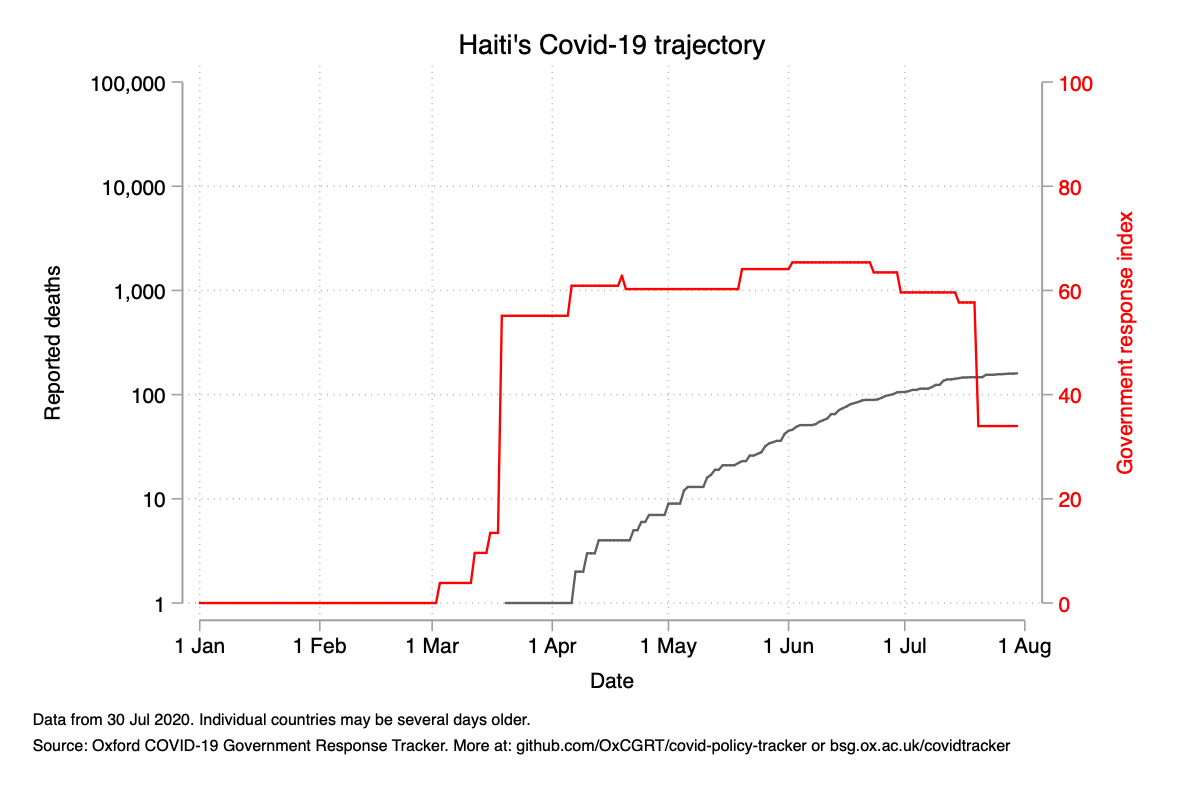 Haiti's Covid-19 trajectory
100,000
10,000
1,000
100
10
1
Reported deaths
100
80
60
40
20
0
Government response index
1 Jan 1 Feb 1 Mar 1 Apr 1 May 1 Jun 1 Jul 1 Aug
Date
Data from 30 Jul 2020. Individual countries may be several days older.
Source: Oxford COVID-19 Government Response Tracker. More at: github.com/OxCGRT/covid-policy-tracker or bsg.ox.ac.uk/covidtracker